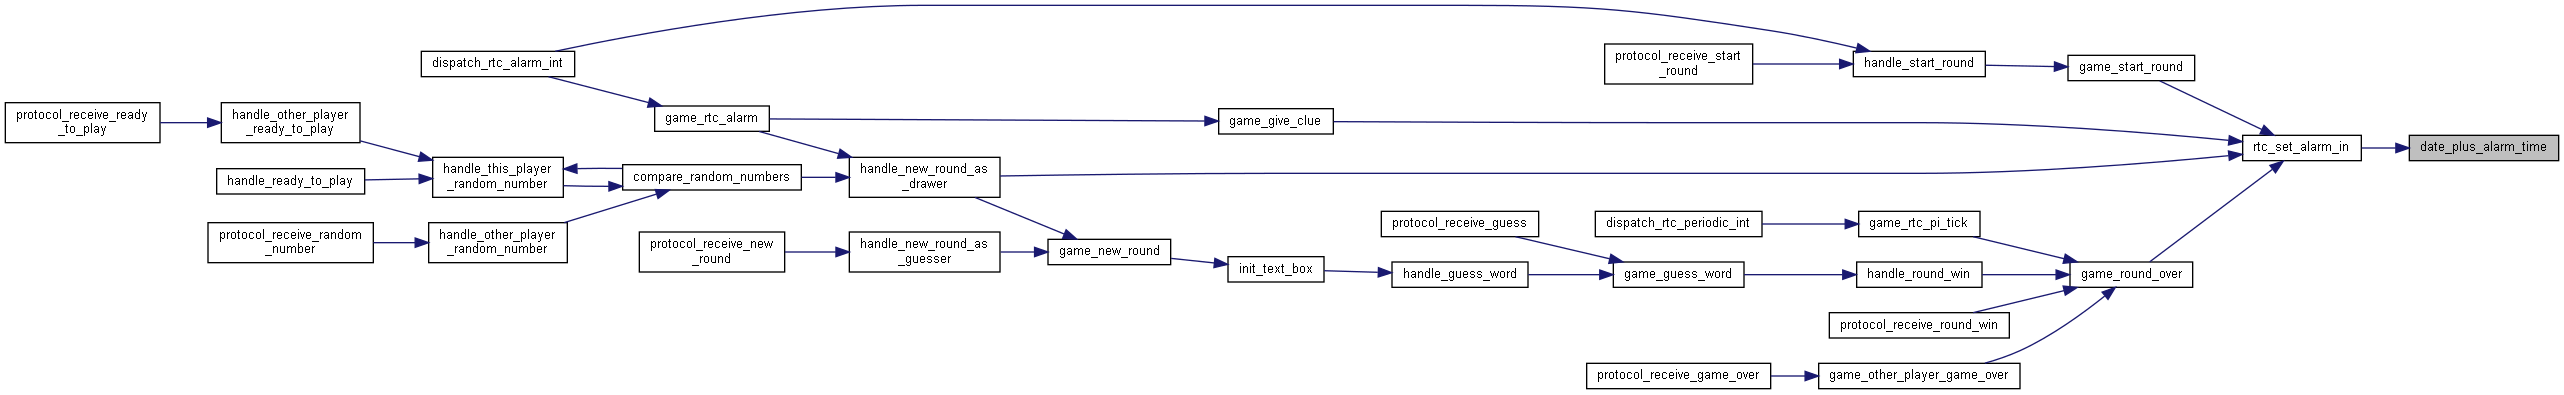 dispatch_rtc_alarm_int
protocol_receive_start
_round
handle_start_round
game_start_round
protocol_receive_ready
_to_play
handle_other_player
_ready_to_play
game_rtc_alarm
game_give_clue
rtc_set_alarm_in
date_plus_alarm_time
handle_ready_to_play
handle_this_player
_random_number
compare_random_numbers
handle_new_round_as
_drawer
protocol_receive_random
_number
handle_other_player
_random_number
protocol_receive_new
_round
handle_new_round_as
_guesser
game_new_round
init_text_box
protocol_receive_guess
handle_guess_word
dispatch_rtc_periodic_int
game_guess_word
game_rtc_pi_tick
handle_round_win
game_round_over
protocol_receive_round_win
protocol_receive_game_over
game_other_player_game_over